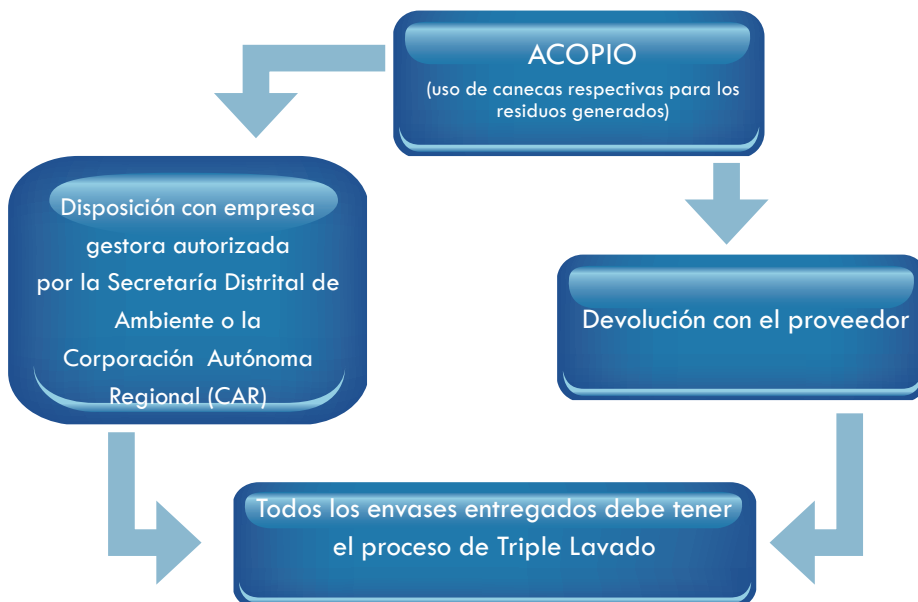 ACOPIO
(uso de canecas respectivas para los
residuos generados)
Disposición con empresa
gestora autorizada
por la Secretaría Distrital de
Ambiente o la
Corporación Autónoma
Regional (CAR)
Devolución con el proveedor
Todos los envases entregados debe tener
el proceso de Triple Lavado